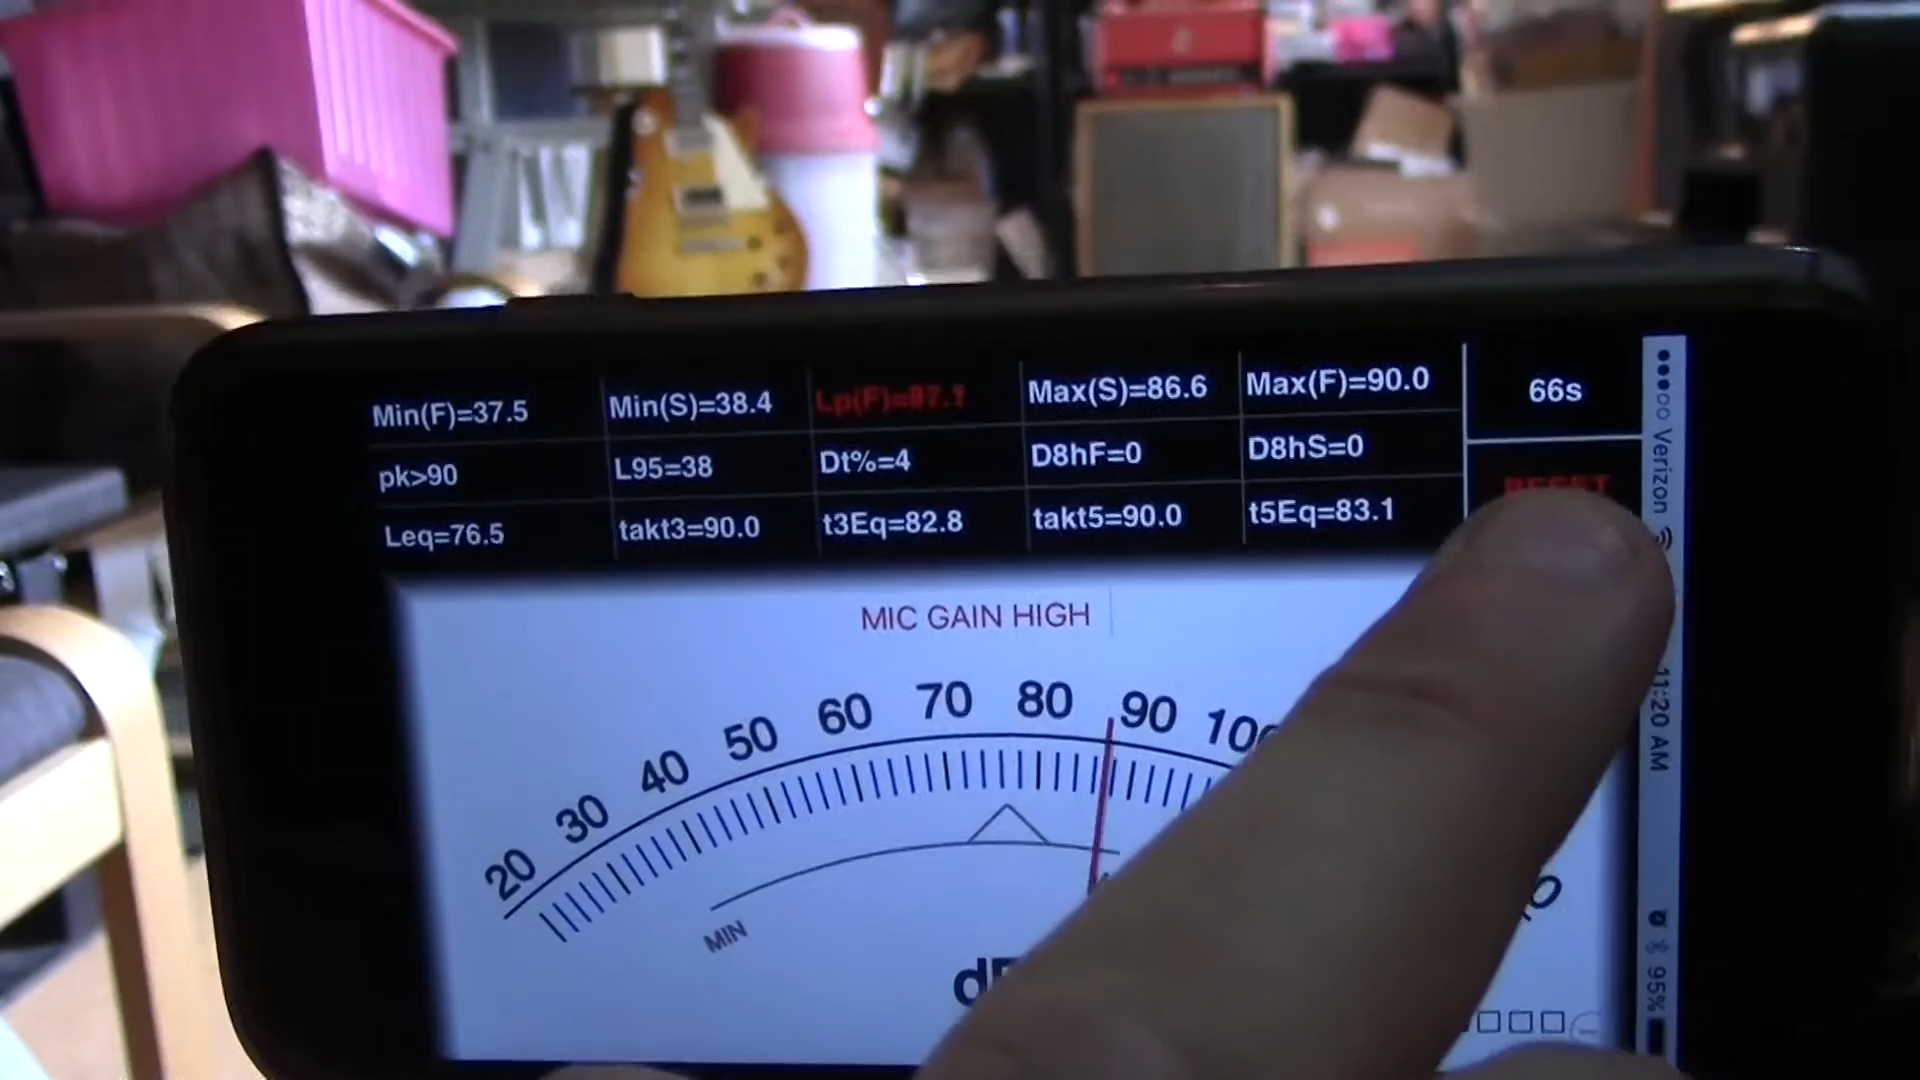 Min(F)=37.5 Min(S)=38.4 Lp(F)=87.1 Max(S)=86.6 Max(F)=90.0 66s
pk>90 L95=38 Dt%=4 D8hF=0 D8hS=0 RESET
Leq=76.5 takt3=90.0 t3Eq=82.8 takt5=90.0 t5Eq=83.1
MIC GAIN HIGH
20 30 40 50 60 70 80 90 100
MIN
Verizon
11:20 AM
95%